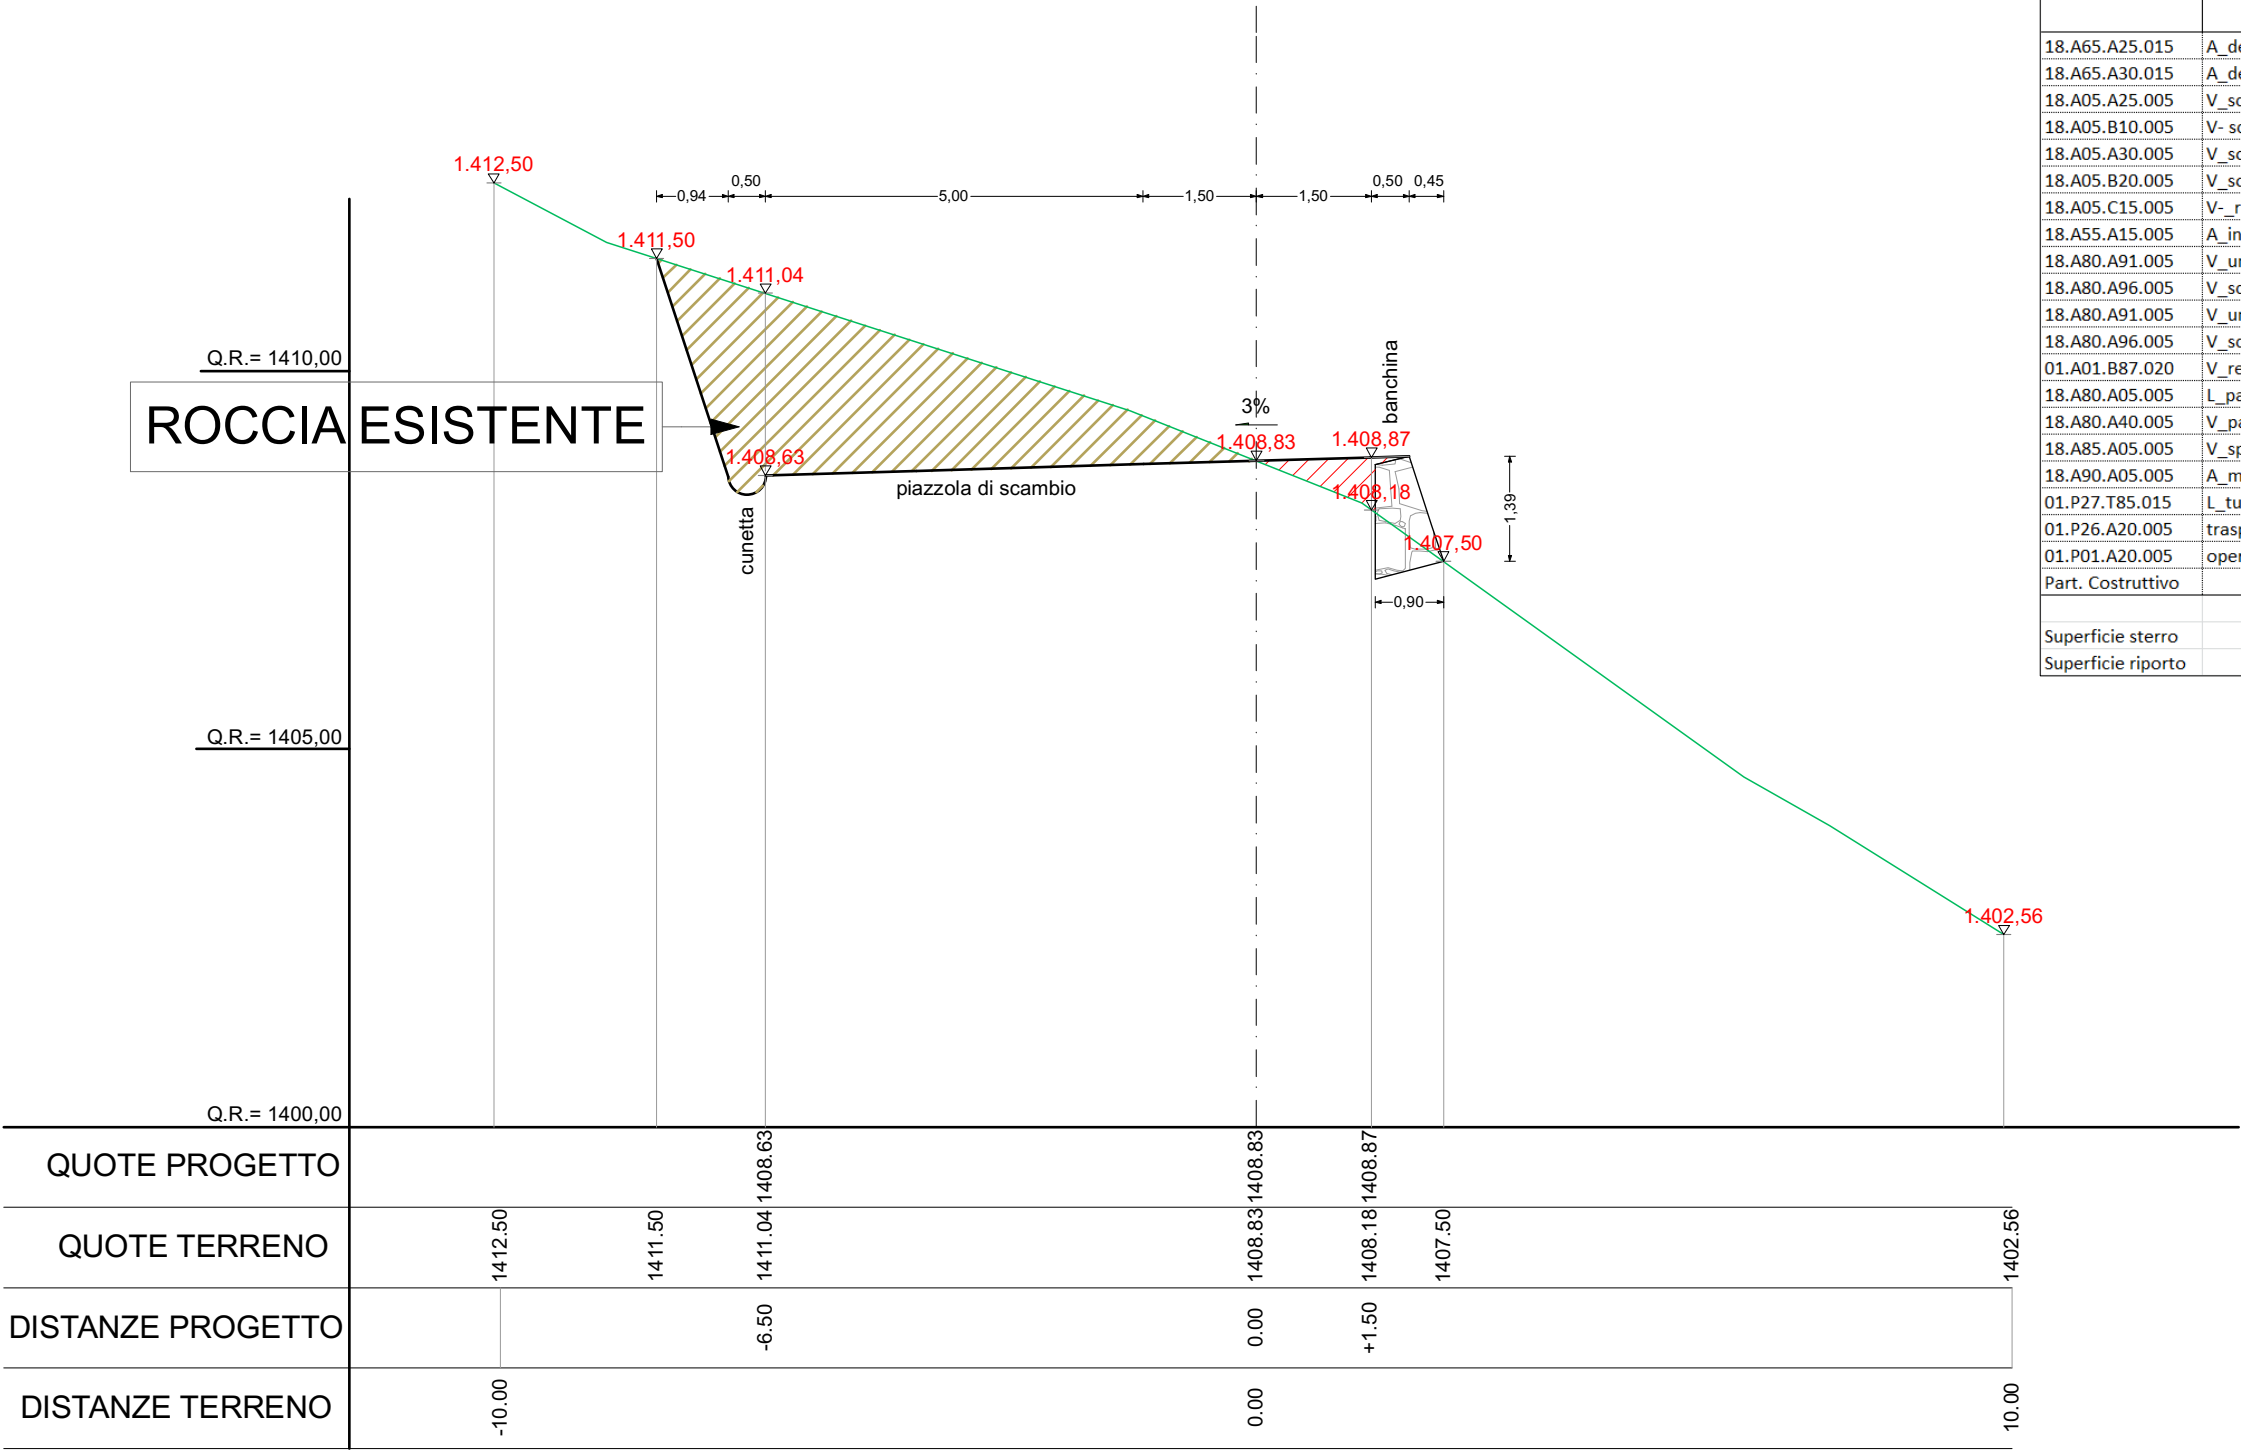 1.412,50
0,50
0,50 0,45
0,94
5,00
1,50
1,50
1.411,50
1.411,04
Q.R.= 1410,00
banchina
ROCCIA ESISTENTE
3%
1.408,63
1.408,83
1.408,87
piazzola di scambio
1.408,18
1,39
cunetta
1.407,50
0,90
Q.R.= 1405,00
1.402,56
Q.R.= 1400,00
QUOTE PROGETTO 1408.63 1408.83 1408.87
QUOTE TERRENO 1412.50 1411.50 1411.04 1408.83 1408.18 1407.50 1402.56
DISTANZE PROGETTO -6.50 0.00 +1.50
DISTANZE TERRENO -10.00 0.00 10.00
18.A65.A25.015
18.A65.A30.015
18.A05.A25.005
18.A05.B10.005
18.A05.A30.005
18.A05.B20.005
18.A05.C15.005
18.A55.A15.005
18.A80.A91.005
18.A80.A96.005
18.A80.A91.005
18.A80.A96.005
01.A01.B87.020
18.A80.A05.005
18.A80.A40.005
18.A85.A05.005
18.A90.A05.005
01.P27.T85.015
01.P26.A20.005
01.P01.A20.005
Part. Costruttivo
Superficie sterro
Superficie riporto